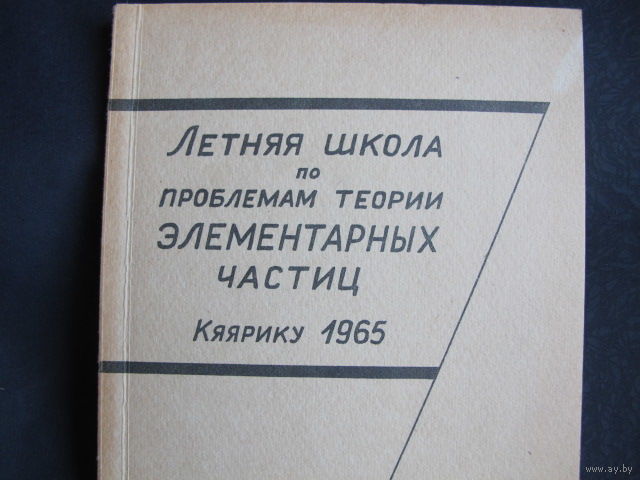 Летняя школа
по
проблемам теории
элементарных
частиц
Кяярику 1965
www.ay.by